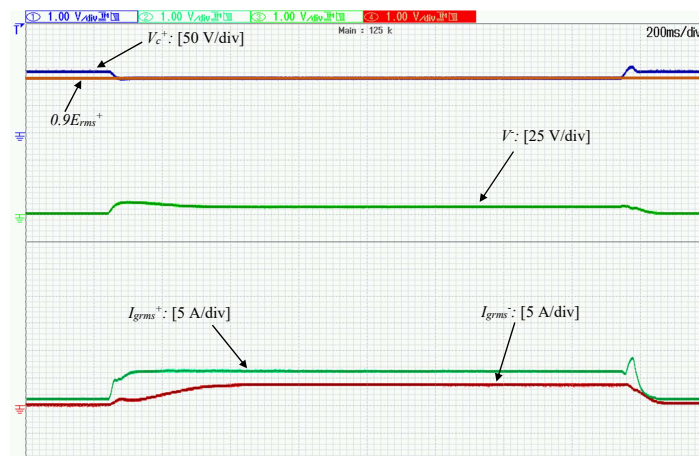 ① 1.00 V/div ② 1.00 V/div ③ 1.00 V/div ④ 1.00 V/div
T Main : 125 k 200ms/div
Vc+: [50 V/div]
0.9Erms+
V-: [25 V/div]
Igrms+: [5 A/div] Igrms-: [5 A/div]